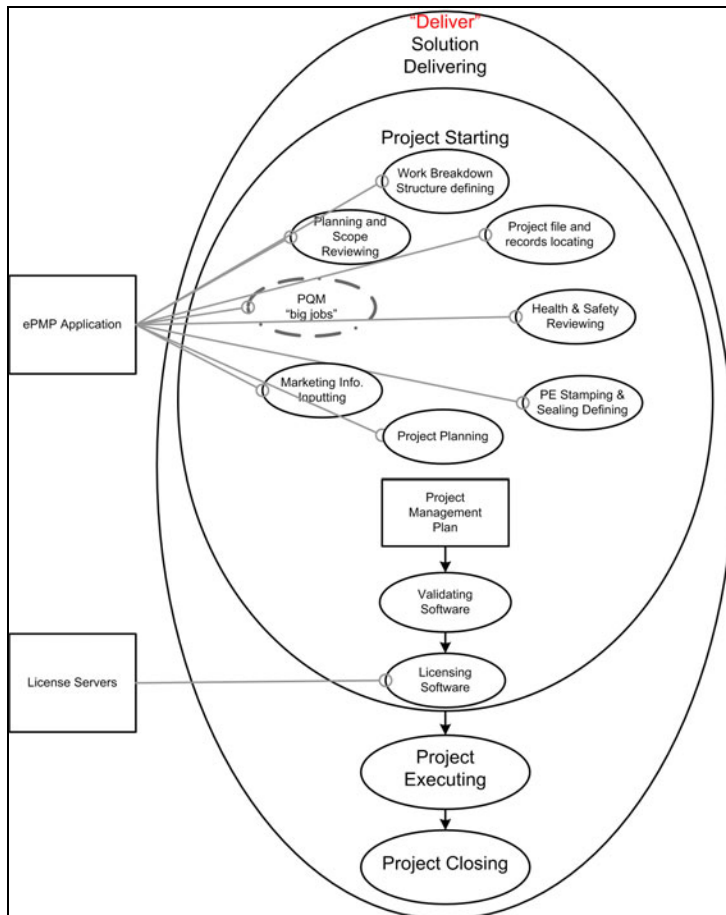 “Deliver”
Solution
Delivering
Project Starting
Work Breakdown
Structure defining
Planning and
Scope
Reviewing
Project file and
records locating
ePMP Application
PQM
“big jobs”
Health & Safety
Reviewing
Marketing Info.
Inputting
PE Stamping &
Sealing Defining
Project Planning
Project
Management
Plan
Validating
Software
License Servers
Licensing
Software
Project
Executing
Project Closing